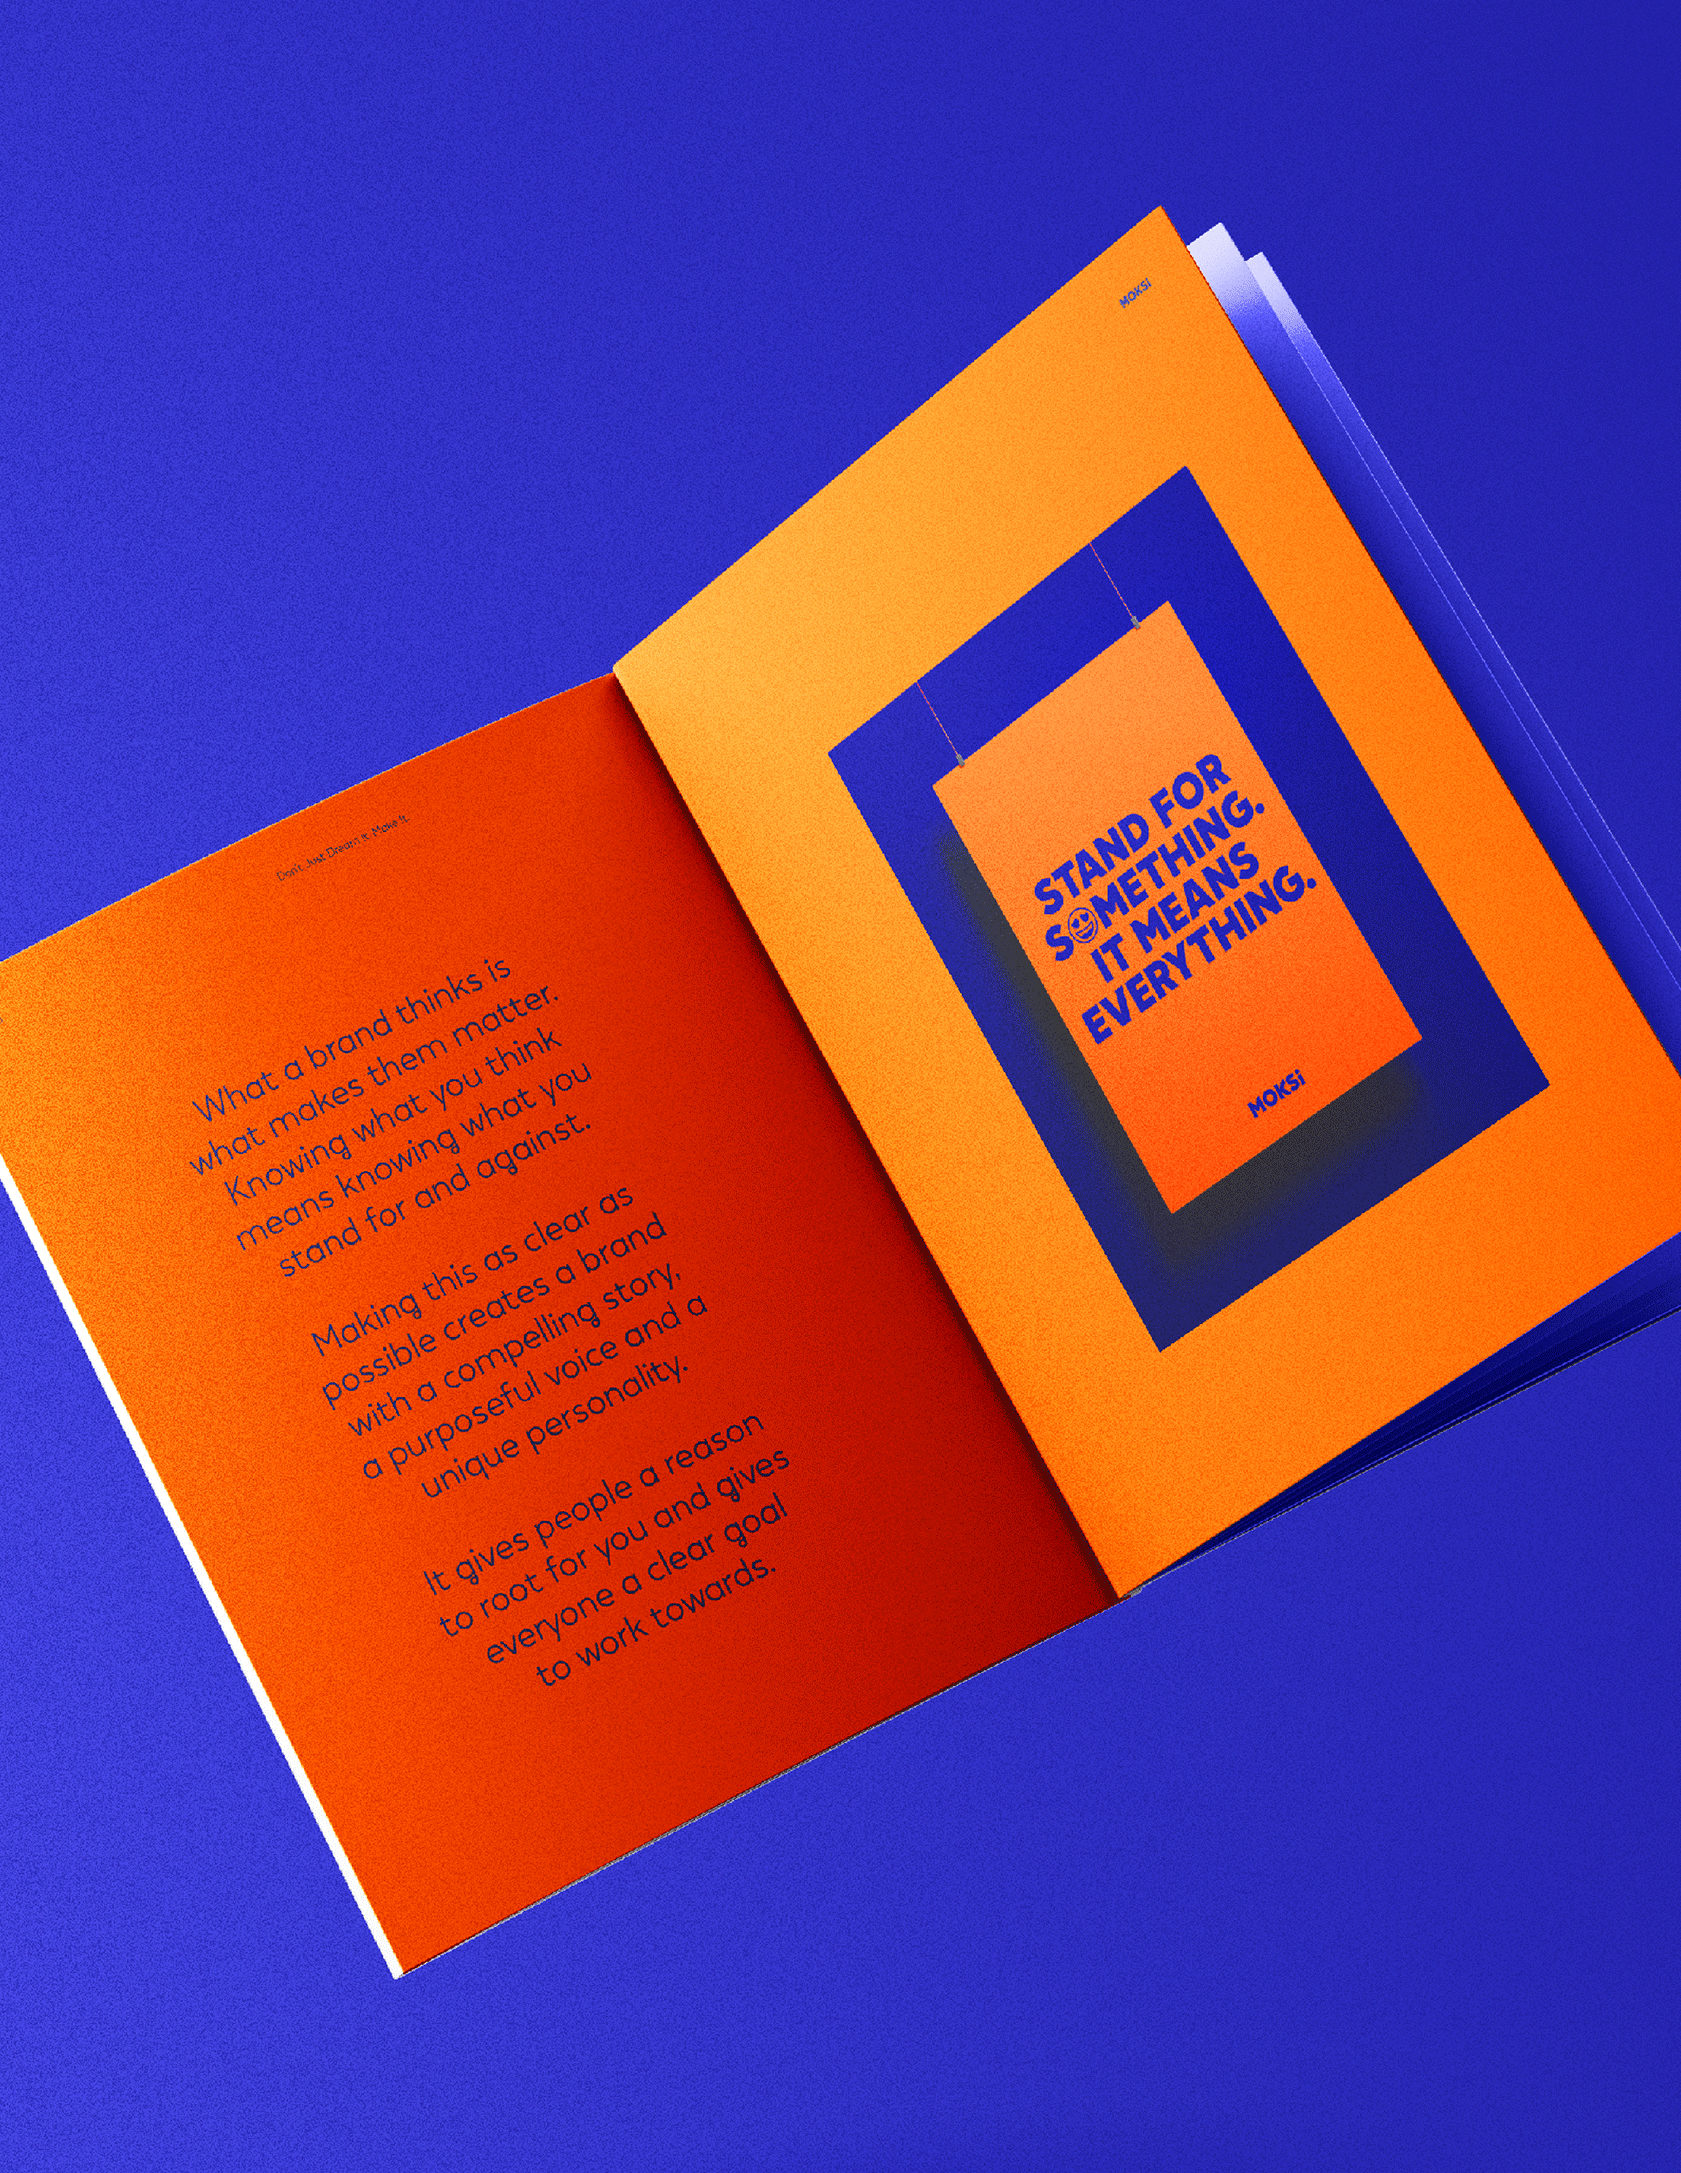 Don't Just Dream It. Make It.
What a brand thinks is
what makes them matter.
Knowing what you think
means knowing what you
stand for and against.
Making this as clear as
possible creates a brand
with a compelling story,
a purposeful voice and a
unique personality.
It gives people a reason
to root for you and gives
everyone a clear goal
to work towards.
MOKSi
STAND FOR
SOMETHING.
IT MEANS
EVERYTHING.
MOKSi